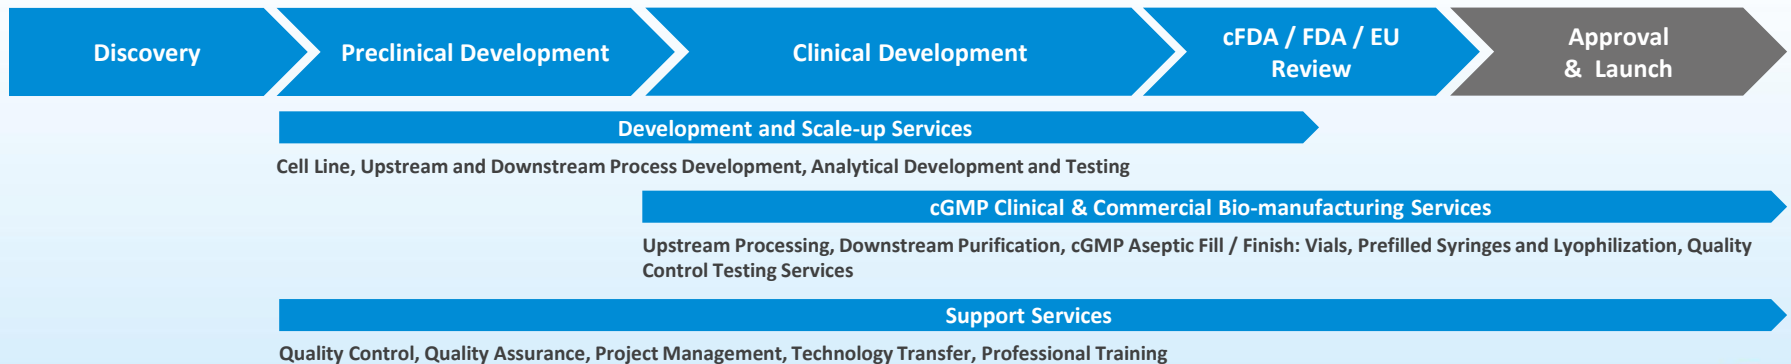 Discovery
Preclinical Development
Clinical Development
cFDA / FDA / EU
Review
Approval
& Launch
Development and Scale-up Services
Cell Line, Upstream and Downstream Process Development, Analytical Development and Testing
cGMP Clinical & Commercial Bio-manufacturing Services
Upstream Processing, Downstream Purification, cGMP Aseptic Fill / Finish: Vials, Prefilled Syringes and Lyophilization, Quality
Control Testing Services
Support Services
Quality Control, Quality Assurance, Project Management, Technology Transfer, Professional Training